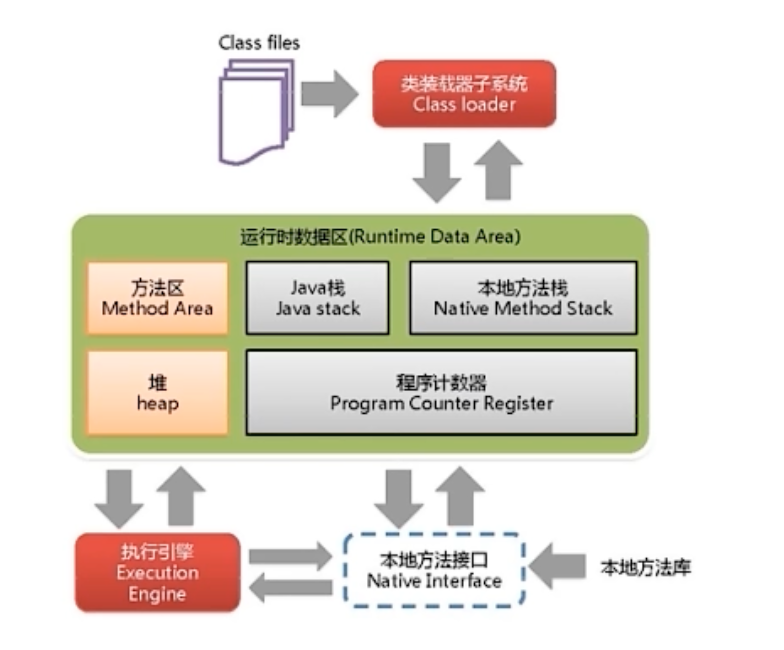 Class files
类装载器子系统
Class loader
运行时数据区(Runtime Data Area)
方法区
Method Area
Java栈
Java stack
本地方法栈
Native Method Stack
堆
heap
程序计数器
Program Counter Register
执行引擎
Execution
Engine
本地方法接口
Native Interface
本地方法库